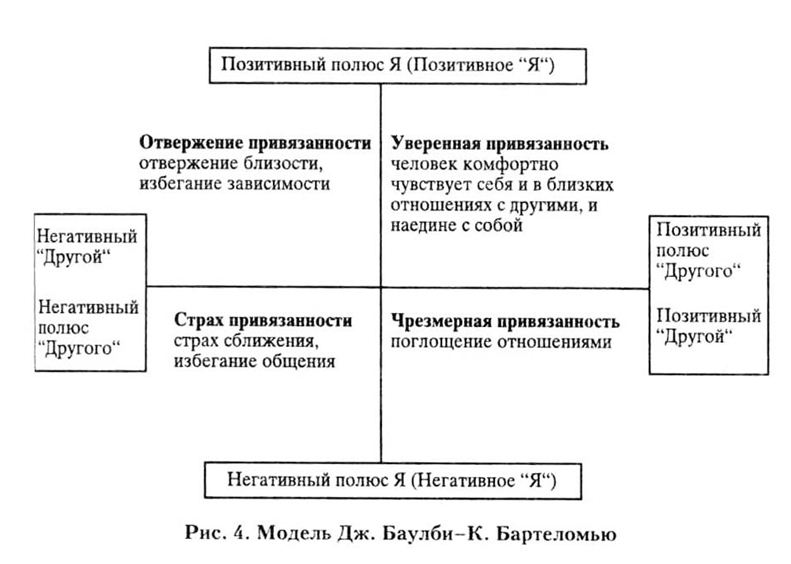 Позитивный полюс Я (Позитивное “Я“)
Отвержение привязанности
отвержение близости,
избегание зависимости
Уверенная привязанность
человек комфортно
чувствует себя и в близких
отношениях с другими, и
наедине с собой
Негативный
“Другой“
Негативный
полюс
“Другого“
Позитивный
полюс
“Другого“
Позитивный
“Другой“
Страх привязанности
страх сближения,
избегание общения
Чрезмерная привязанность
поглощение отношениями
Негативный полюс Я (Негативное “Я“)
Рис. 4. Модель Дж. Баулби–К. Бартеломью